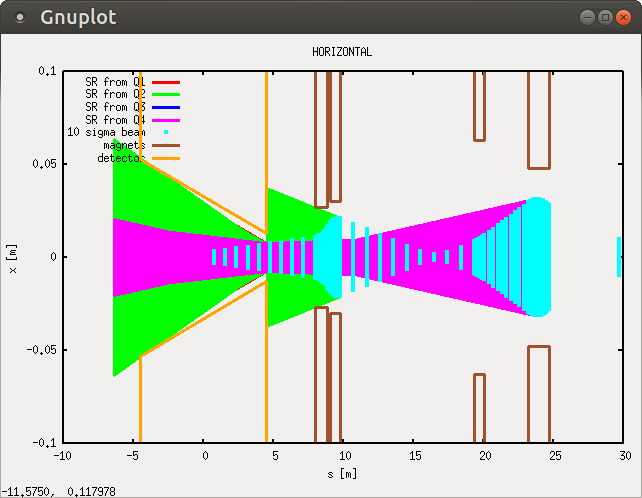 Gnuplot
HORIZONTAL
0.1
SR from Q1
SR from Q2
SR from Q3
SR from Q4
10 sigma beam
magnets
detector
0.05
0
-0.05
-0.1
x [m]
-10 -5 0 5 10 15 20 25 30
s [m]
-11.5750, 0.117978